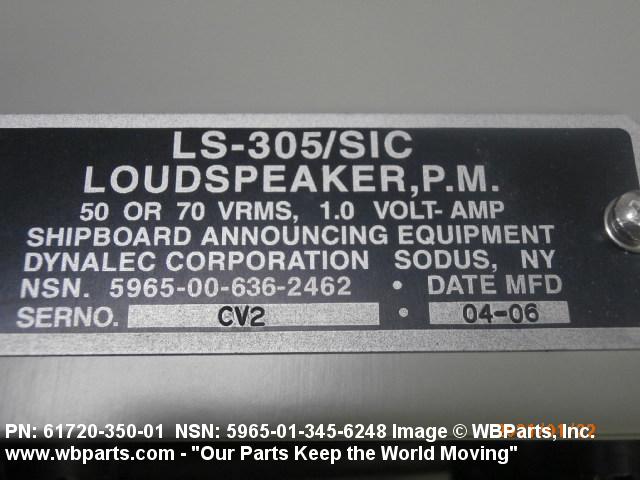 LS-305/SIC
LOUDSPEAKER, P.M.
50 OR 70 VRMS, 1.0 VOLT-AMP
SHIPBOARD ANNOUNCING EQUIPMENT
DYNALEC CORPORATION SODUS, NY
NSN. 5965-00-636-2462 • DATE MFD
SERNO. CV2 • 04-06
PN: 61720-350-01 NSN: 5965-01-345-6248 Image © WBParts, Inc.
www.wbparts.com - "Our Parts Keep the World Moving"